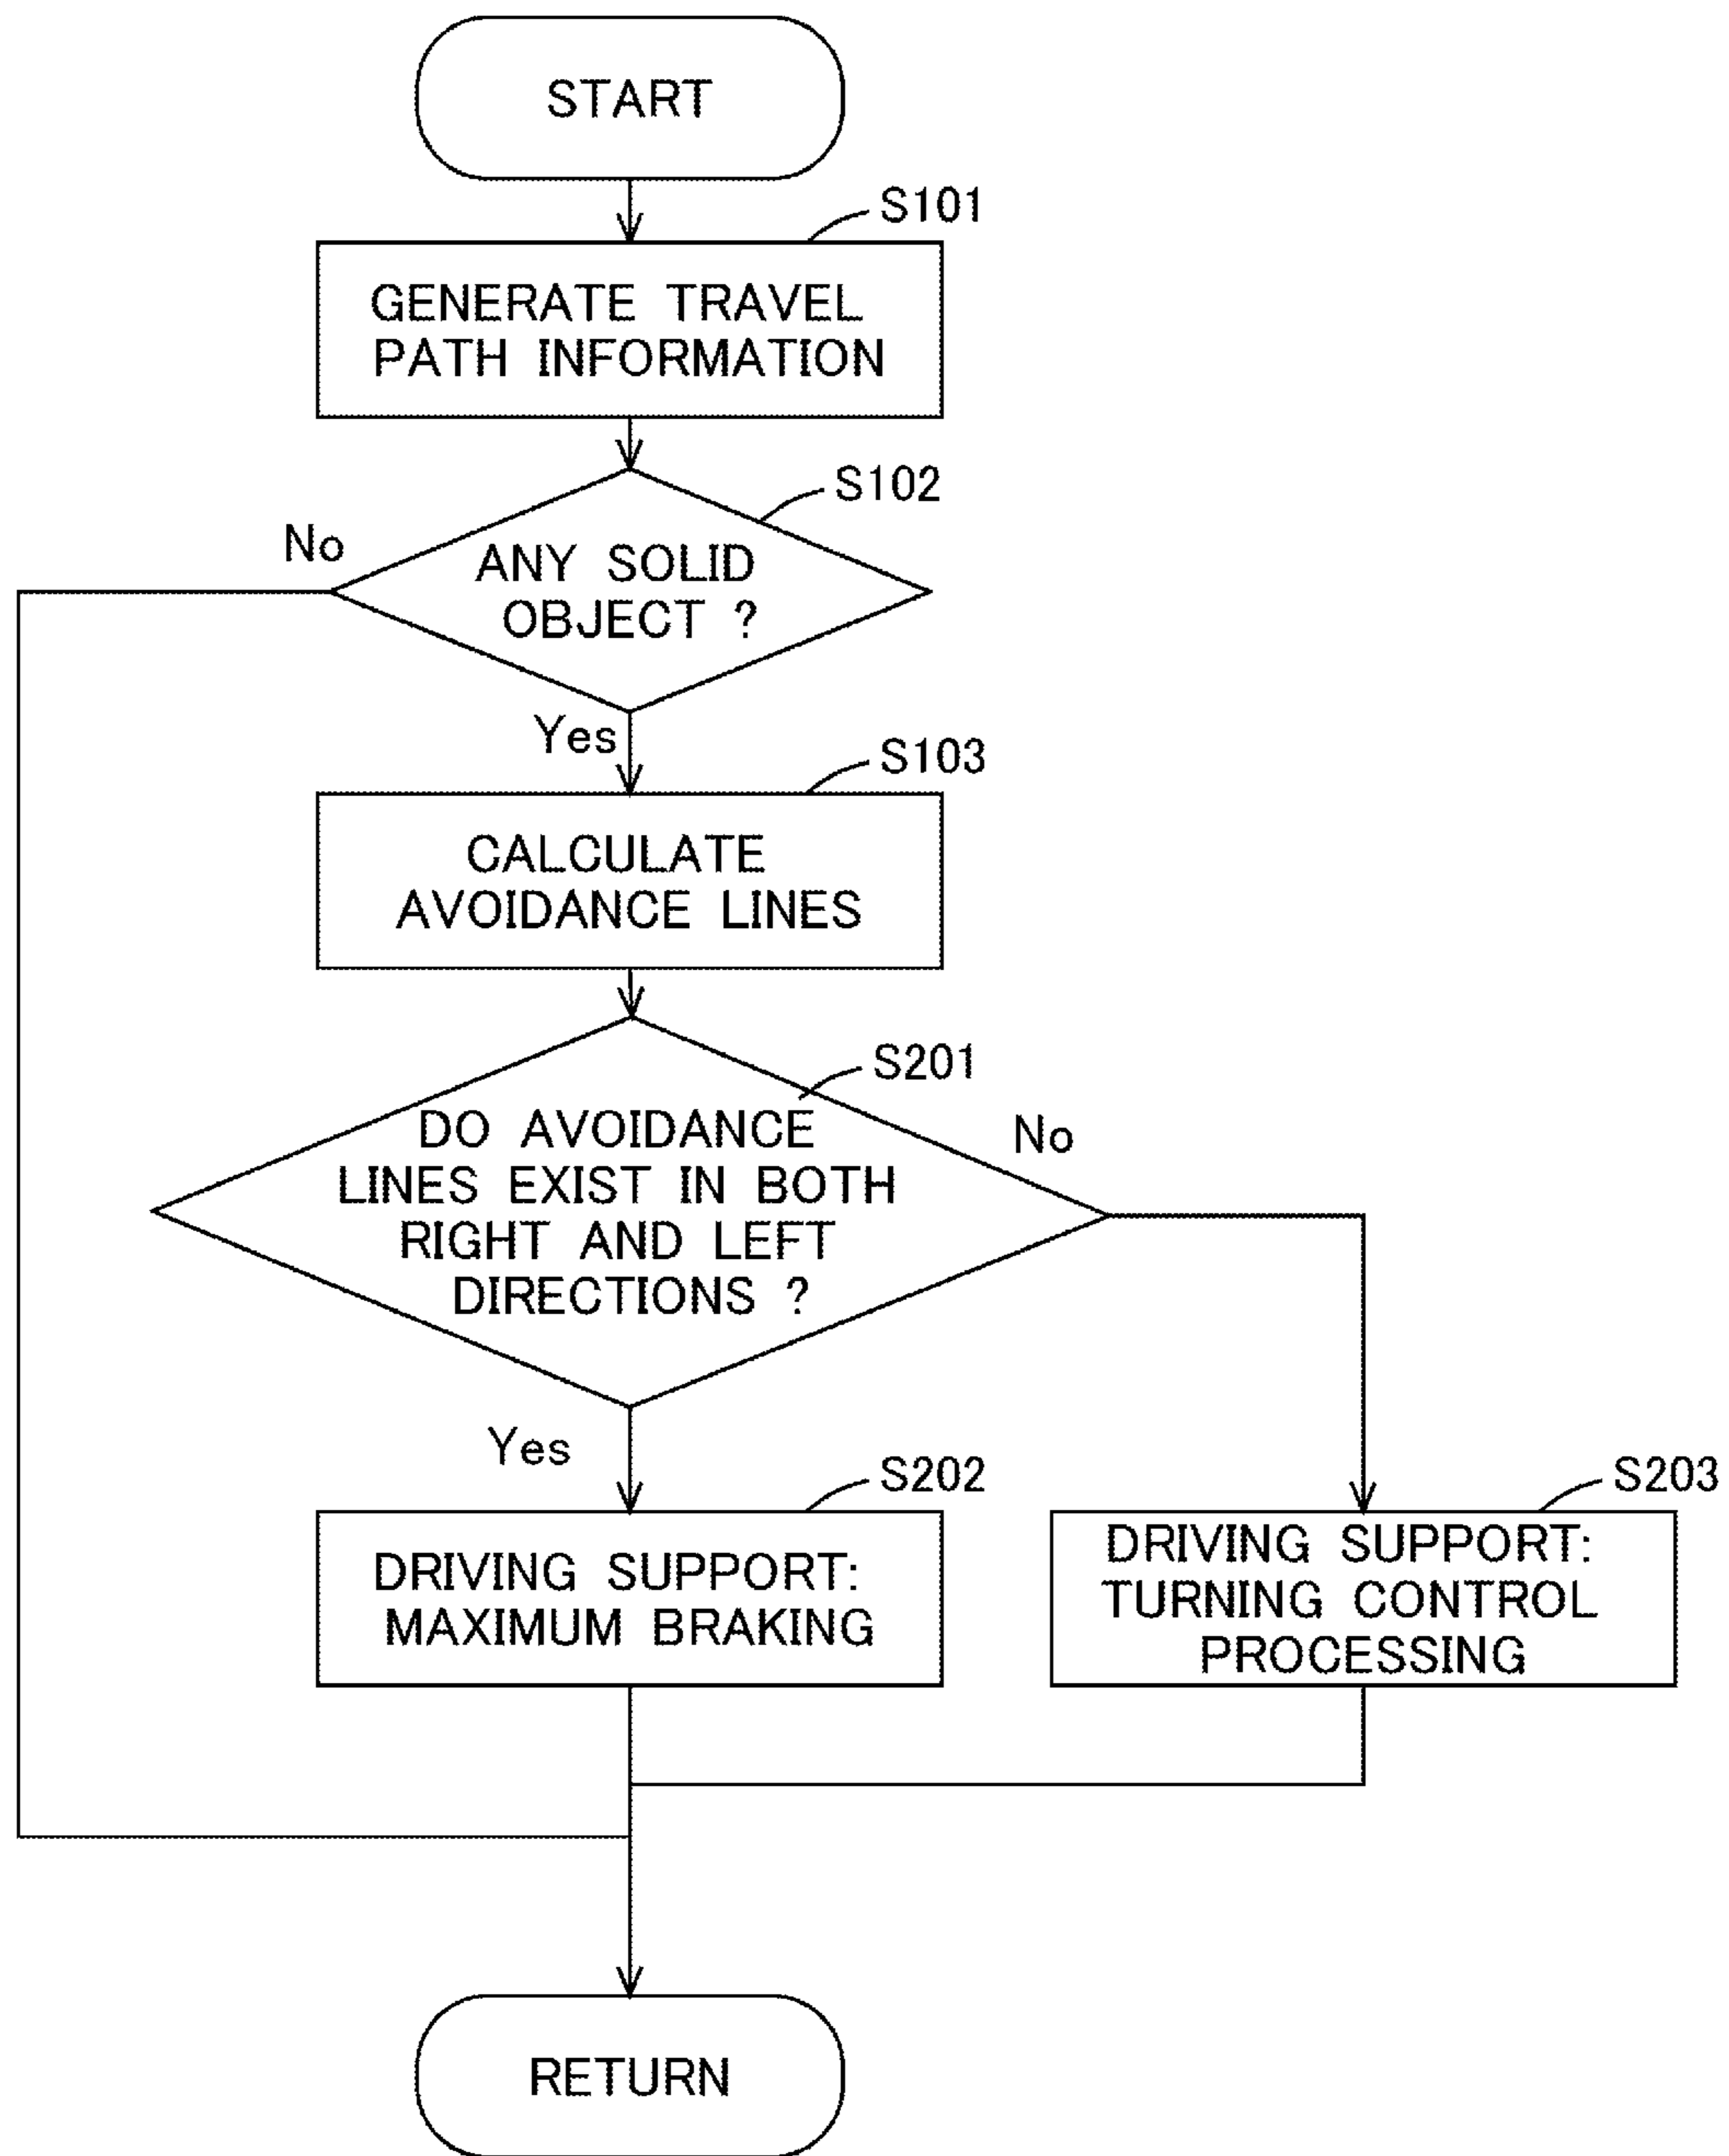 START
S101
GENERATE TRAVEL
PATH INFORMATION
S102
No
ANY SOLID
OBJECT ?
Yes
S103
CALCULATE
AVOIDANCE LINES
S201
DO AVOIDANCE
LINES EXIST IN BOTH
RIGHT AND LEFT
DIRECTIONS ?
No
Yes
S202
DRIVING SUPPORT:
MAXIMUM BRAKING
S203
DRIVING SUPPORT:
TURNING CONTROL
PROCESSING
RETURN